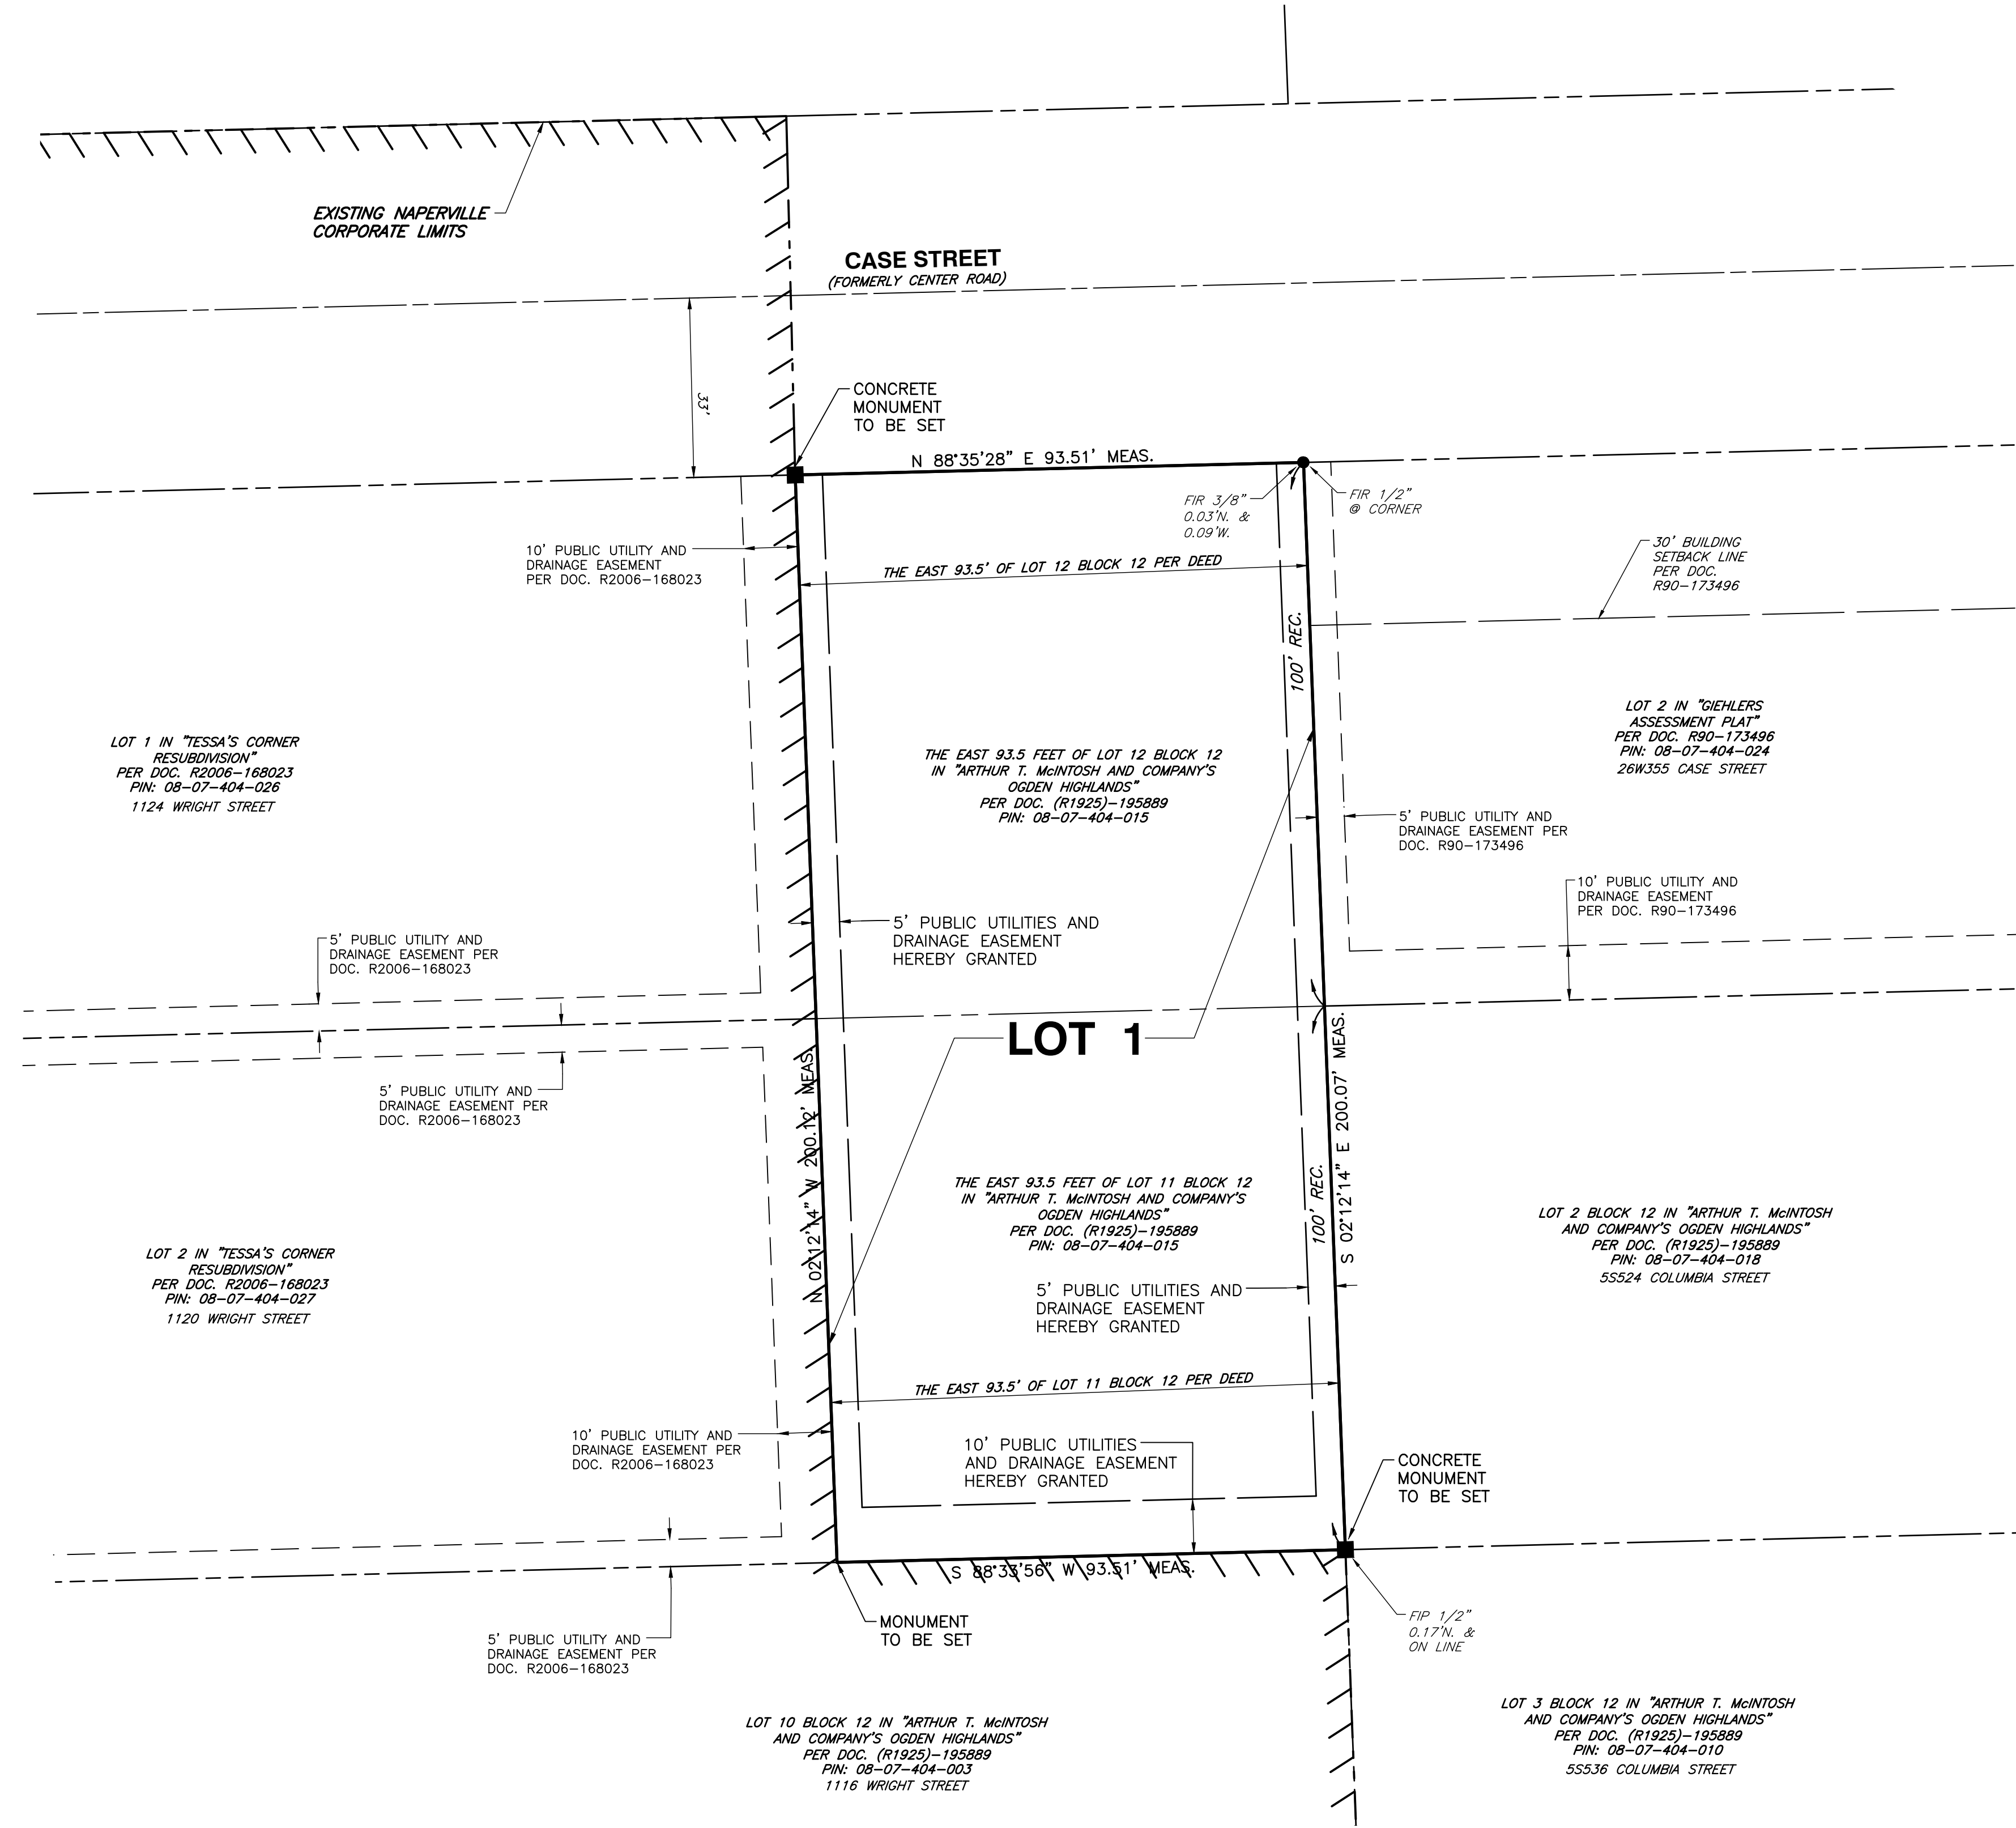 EXISTING NAPERVILLE
CORPORATE LIMITS
CASE STREET
(FORMERLY CENTER ROAD)
33'
CONCRETE
MONUMENT
TO BE SET
N 88°35'28" E 93.51' MEAS.
FIR 3/8"
0.03'N. &
0.09'W.
FIR 1/2"
@ CORNER
10' PUBLIC UTILITY AND
DRAINAGE EASEMENT
PER DOC. R2006-168023
THE EAST 93.5' OF LOT 12 BLOCK 12 PER DEED
30' BUILDING
SETBACK LINE
PER DOC.
R90-173496
100' REC.
LOT 1 IN "TESSA'S CORNER
RESUBDIVISION"
PER DOC. R2006-168023
PIN: 08-07-404-026
1124 WRIGHT STREET
THE EAST 93.5 FEET OF LOT 12 BLOCK 12
IN "ARTHUR T. McINTOSH AND COMPANY'S
OGDEN HIGHLANDS"
PER DOC. (R1925)-195889
PIN: 08-07-404-015
LOT 2 IN "GIEHLERS
ASSESSMENT PLAT"
PER DOC. R90-173496
PIN: 08-07-404-024
26W355 CASE STREET
5' PUBLIC UTILITY AND
DRAINAGE EASEMENT PER
DOC. R90-173496
10' PUBLIC UTILITY AND
DRAINAGE EASEMENT
PER DOC. R90-173496
5' PUBLIC UTILITIES AND
DRAINAGE EASEMENT
HEREBY GRANTED
5' PUBLIC UTILITY AND
DRAINAGE EASEMENT PER
DOC. R2006-168023
LOT 1
5' PUBLIC UTILITY AND
DRAINAGE EASEMENT PER
DOC. R2006-168023
N 02°12'14" W 200.12' MEAS.
S 02°12'14" E 200.07' MEAS.
100' REC.
THE EAST 93.5 FEET OF LOT 11 BLOCK 12
IN "ARTHUR T. McINTOSH AND COMPANY'S
OGDEN HIGHLANDS"
PER DOC. (R1925)-195889
PIN: 08-07-404-015
LOT 2 BLOCK 12 IN "ARTHUR T. McINTOSH
AND COMPANY'S OGDEN HIGHLANDS"
PER DOC. (R1925)-195889
PIN: 08-07-404-018
5S524 COLUMBIA STREET
LOT 2 IN "TESSA'S CORNER
RESUBDIVISION"
PER DOC. R2006-168023
PIN: 08-07-404-027
1120 WRIGHT STREET
5' PUBLIC UTILITIES AND
DRAINAGE EASEMENT
HEREBY GRANTED
THE EAST 93.5' OF LOT 11 BLOCK 12 PER DEED
10' PUBLIC UTILITY AND
DRAINAGE EASEMENT PER
DOC. R2006-168023
10' PUBLIC UTILITIES
AND DRAINAGE EASEMENT
HEREBY GRANTED
CONCRETE
MONUMENT
TO BE SET
S 88°33'56" W 93.51' MEAS.
MONUMENT
TO BE SET
FIP 1/2"
0.17'N. &
ON LINE
5' PUBLIC UTILITY AND
DRAINAGE EASEMENT PER
DOC. R2006-168023
LOT 10 BLOCK 12 IN "ARTHUR T. McINTOSH
AND COMPANY'S OGDEN HIGHLANDS"
PER DOC. (R1925)-195889
PIN: 08-07-404-003
1116 WRIGHT STREET
LOT 3 BLOCK 12 IN "ARTHUR T. McINTOSH
AND COMPANY'S OGDEN HIGHLANDS"
PER DOC. (R1925)-195889
PIN: 08-07-404-010
5S536 COLUMBIA STREET